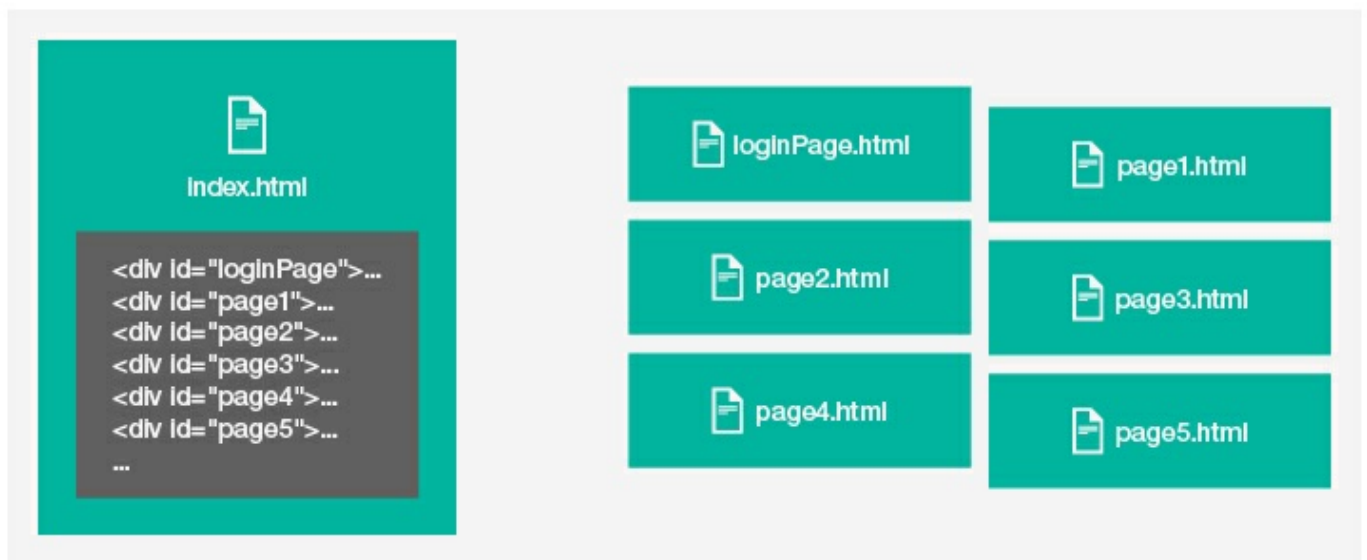 index.html
<div id="loginPage">...
<div id="page1">...
<div id="page2">...
<div id="page3">...
<div id="page4">...
<div id="page5">...
...
loginPage.html
page1.html
page2.html
page3.html
page4.html
page5.html